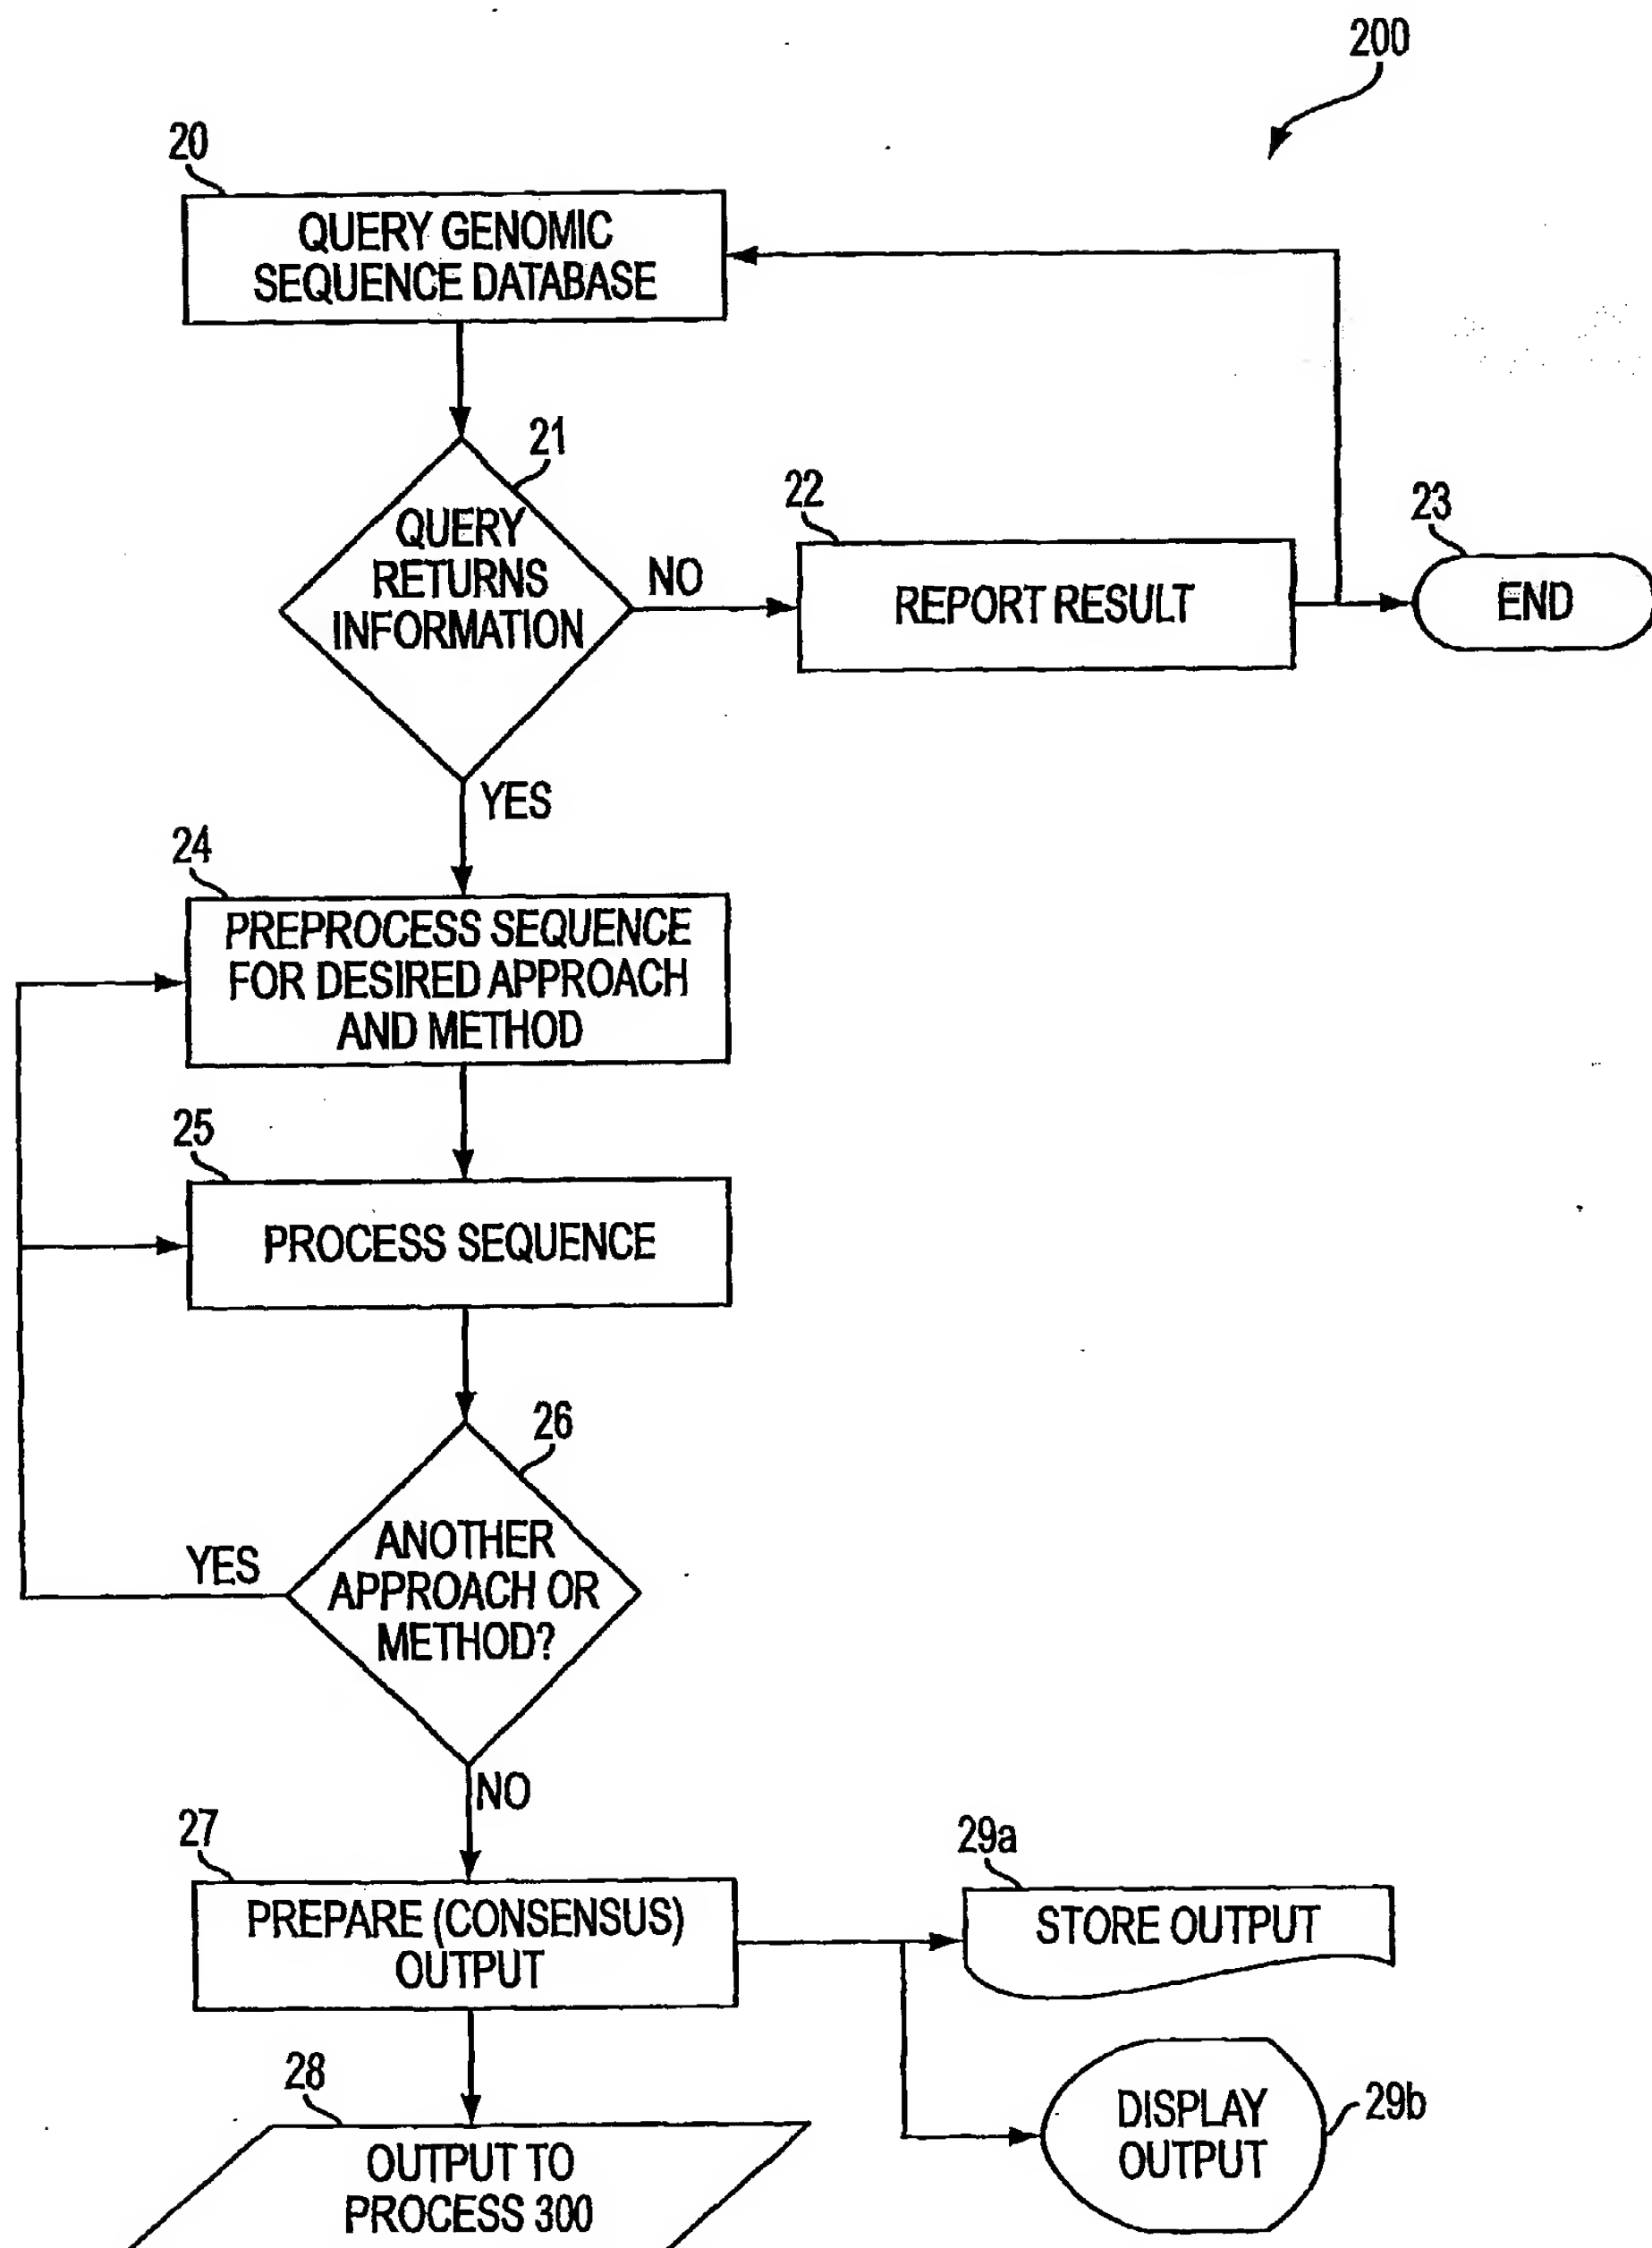 200
20
QUERY GENOMIC
SEQUENCE DATABASE
21
QUERY
RETURNS
INFORMATION
NO
22
REPORT RESULT
23
END
YES
24
PREPROCESS SEQUENCE
FOR DESIRED APPROACH
AND METHOD
25
PROCESS SEQUENCE
26
ANOTHER
APPROACH OR
METHOD?
YES
NO
27
PREPARE (CONSENSUS)
OUTPUT
29a
STORE OUTPUT
28
OUTPUT TO
PROCESS 300
DISPLAY
OUTPUT
29b